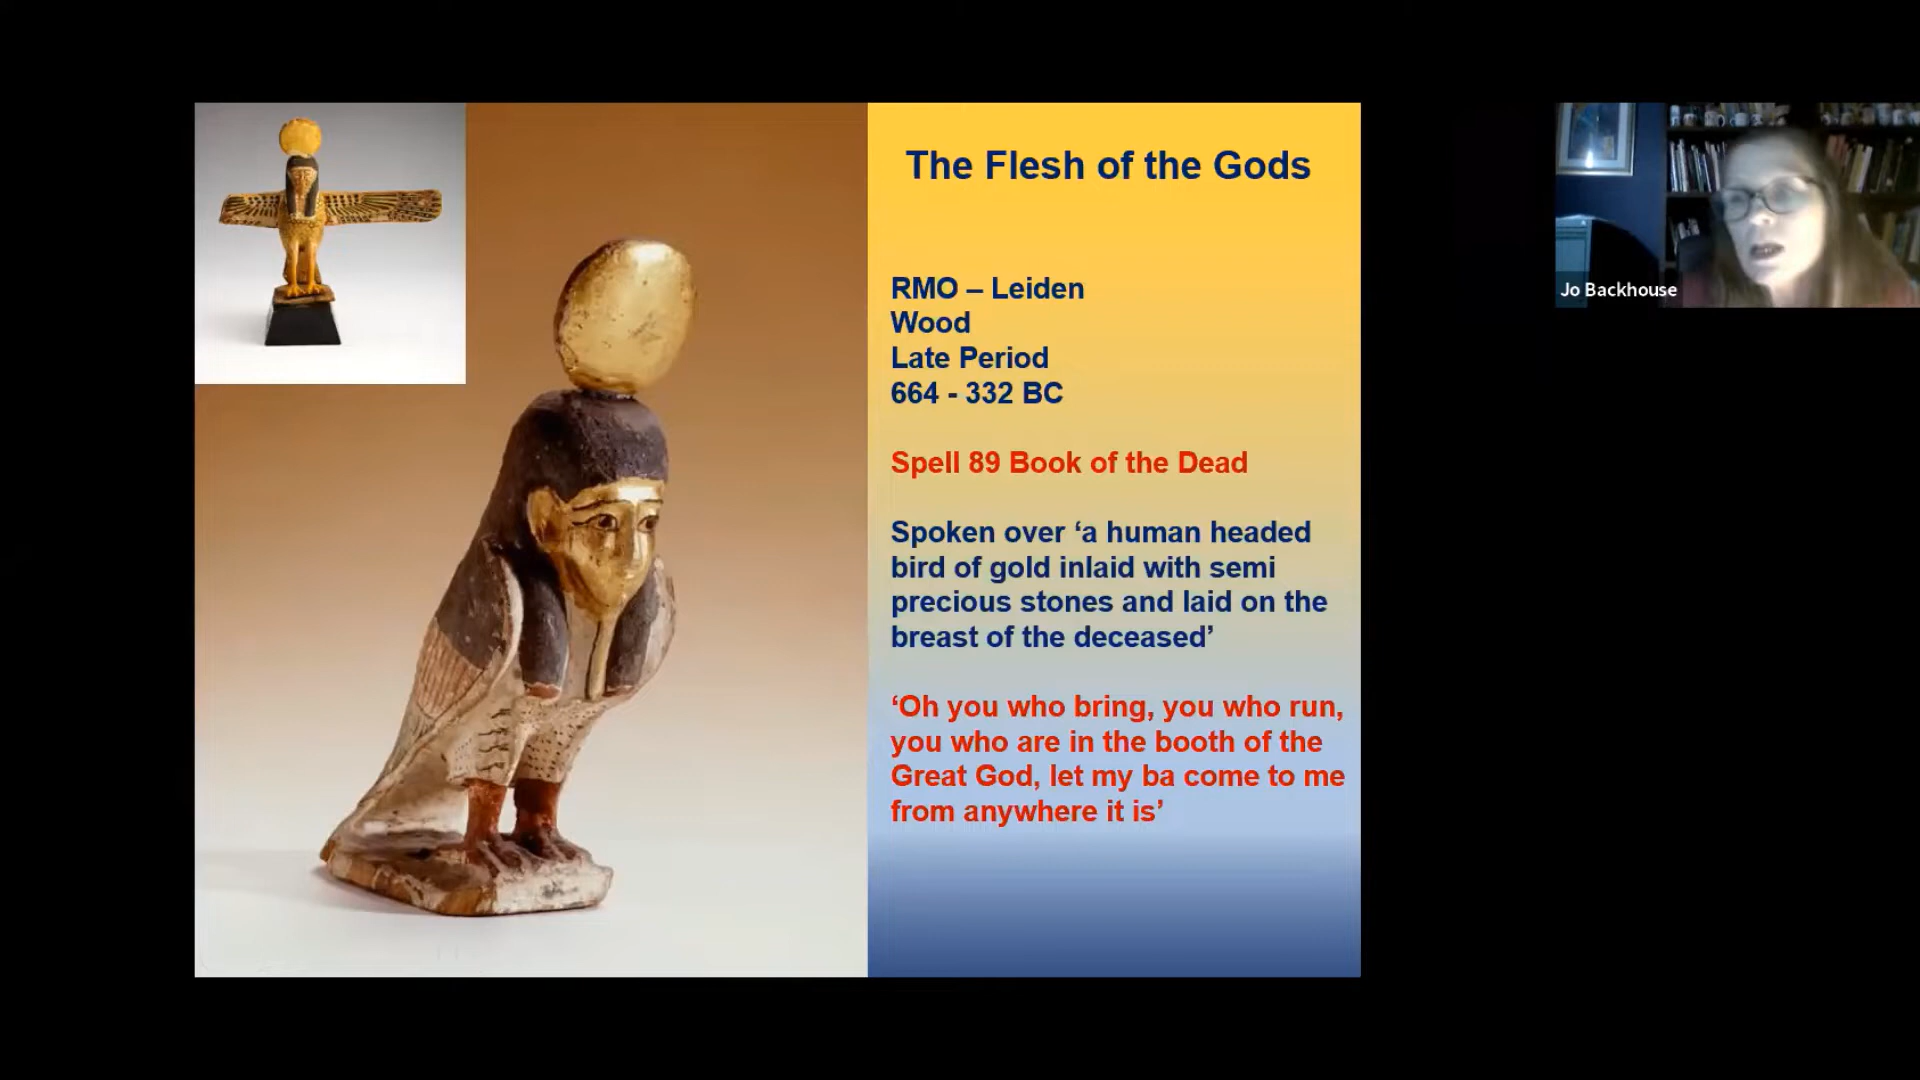 The Flesh of the Gods
RMO – Leiden
Wood
Late Period
664 - 332 BC
Spell 89 Book of the Dead
Spoken over ‘a human headed
bird of gold inlaid with semi
precious stones and laid on the
breast of the deceased’
‘Oh you who bring, you who run,
you who are in the booth of the
Great God, let my ba come to me
from anywhere it is’
Jo Backhouse